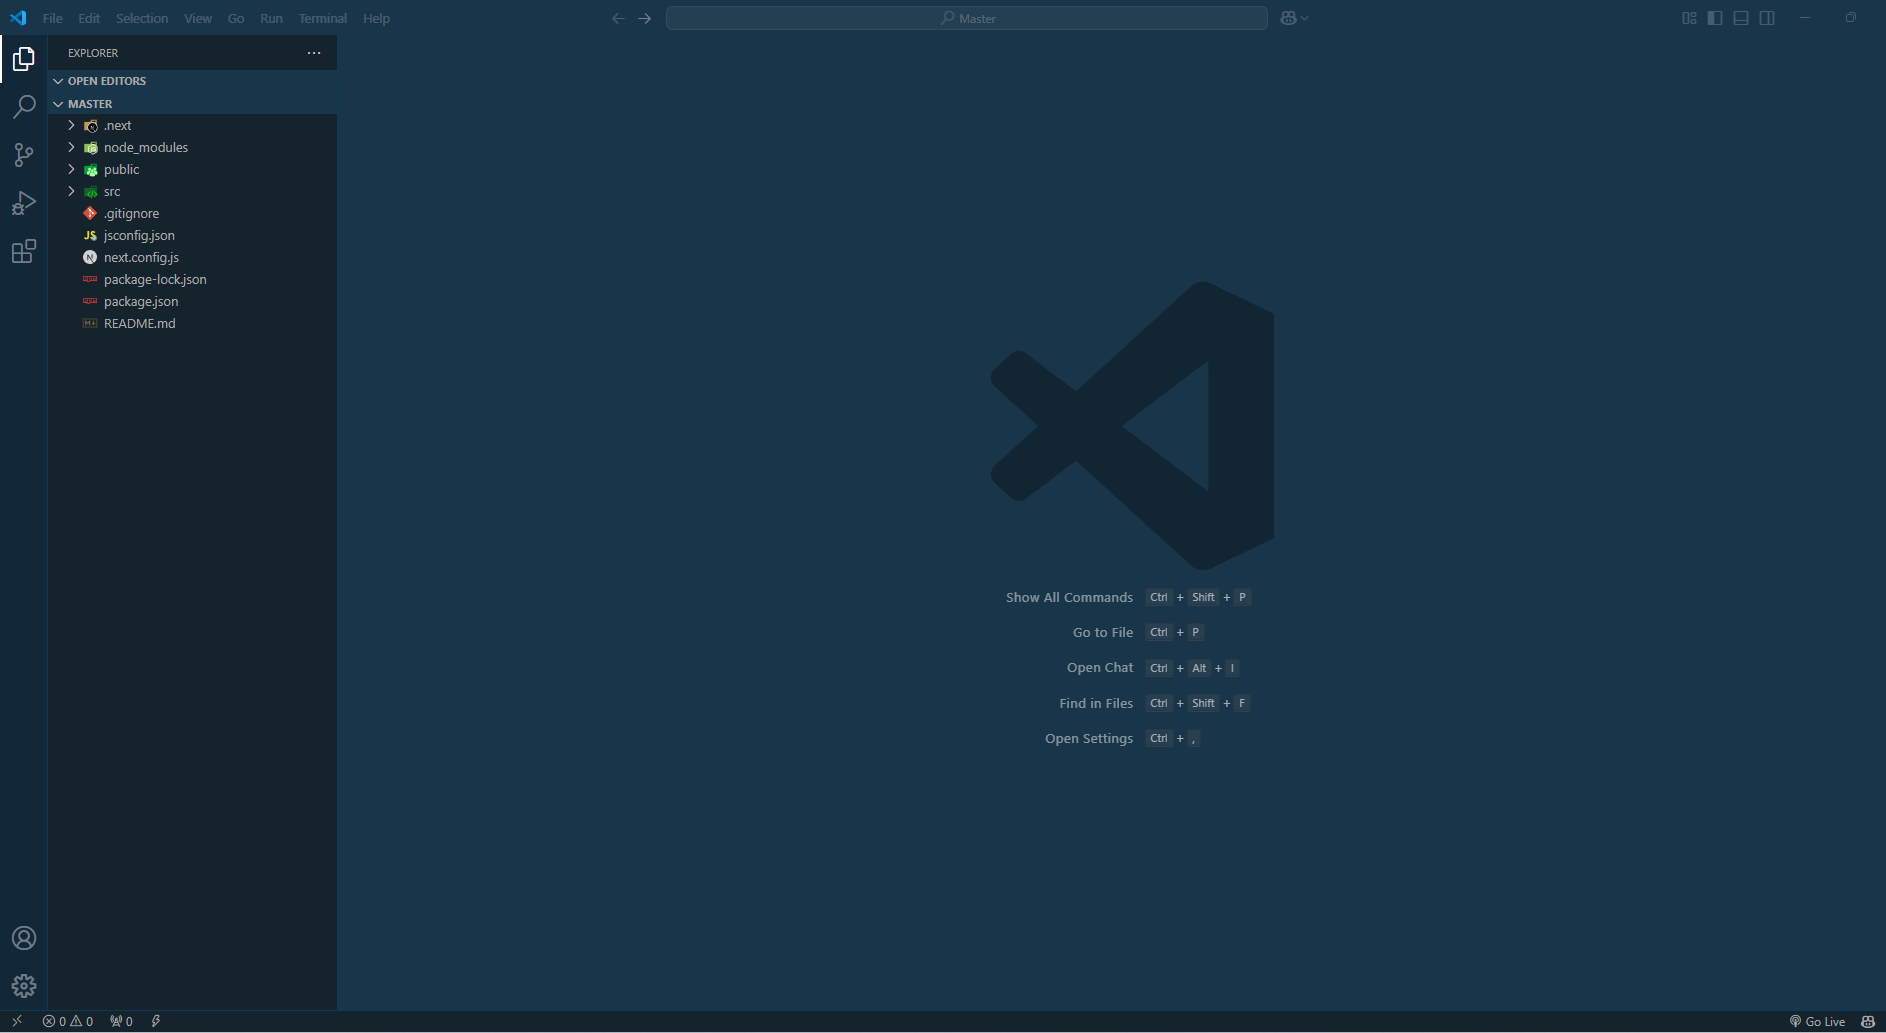 File Edit Selection View Go Run Terminal Help
Master
EXPLORER
OPEN EDITORS
MASTER
.next
node_modules
public
src
.gitignore
jsconfig.json
next.config.js
package-lock.json
package.json
README.md
Show All Commands Ctrl + Shift + P
Go to File Ctrl + P
Open Chat Ctrl + Alt + I
Find in Files Ctrl + Shift + F
Open Settings Ctrl + ,
0 0 0 Go Live